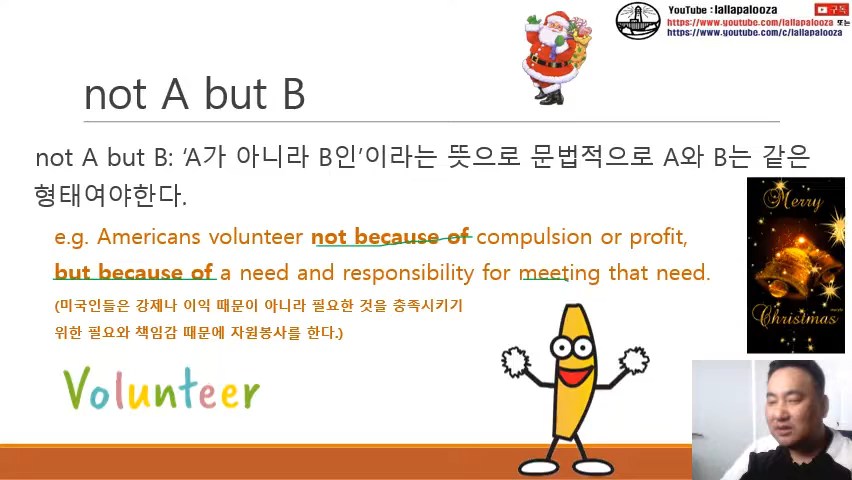 YouTube : lallapalooza
구독
https://www.youtube.com/lallapalooza 또는
https://www.youtube.com/c/lallapalooza
not A but B
not A but B: ‘A가 아니라 B인’이라는 뜻으로 문법적으로 A와 B는 같은
형태여야한다.
e.g. Americans volunteer not because of compulsion or profit,
but because of a need and responsibility for meeting that need.
(미국인들은 강제나 이익 때문이 아니라 필요한 것을 충족시키기
위한 필요와 책임감 때문에 자원봉사를 한다.)
Merry
Christmas
Volunteer